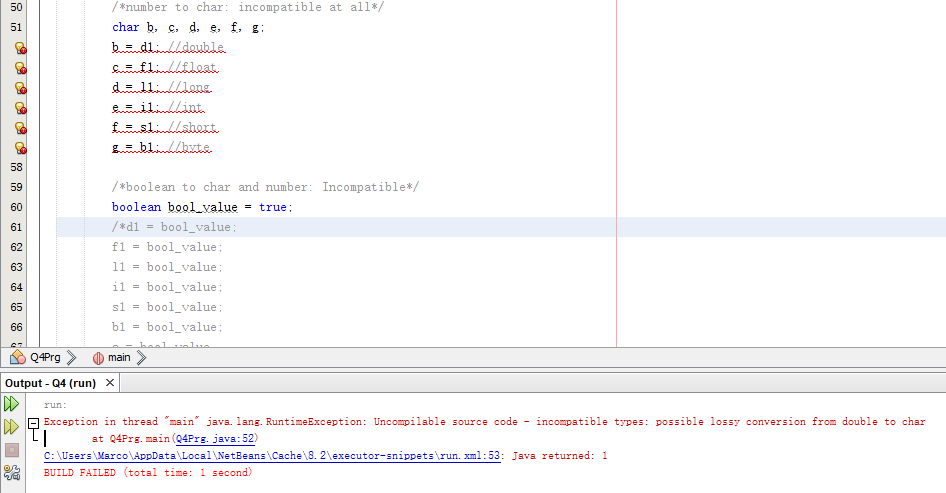 50 /*number to char: incompatible at all*/
51 char b, c, d, e, f, g;
b = d1; //double
c = f1; //float
d = l1; //long
e = i1; //int
f = s1; //short
g = b1; //byte
58
59 /*boolean to char and number: Incompatible*/
60 boolean bool_value = true;
61 /*d1 = bool_value;
62 f1 = bool_value;
63 l1 = bool_value;
64 i1 = bool_value;
65 s1 = bool_value;
66 b1 = bool_value;
Q4Prg main
Output - Q4 (run) ×
run:
Exception in thread "main" java.lang.RuntimeException: Uncompilable source code - incompatible types: possible lossy conversion from double to char
at Q4Prg.main(Q4Prg.java:52)
C:\Users\Marco\AppData\Local\NetBeans\Cache\8.2\executor-snippets\run.xml:53: Java returned: 1
BUILD FAILED (total time: 1 second)